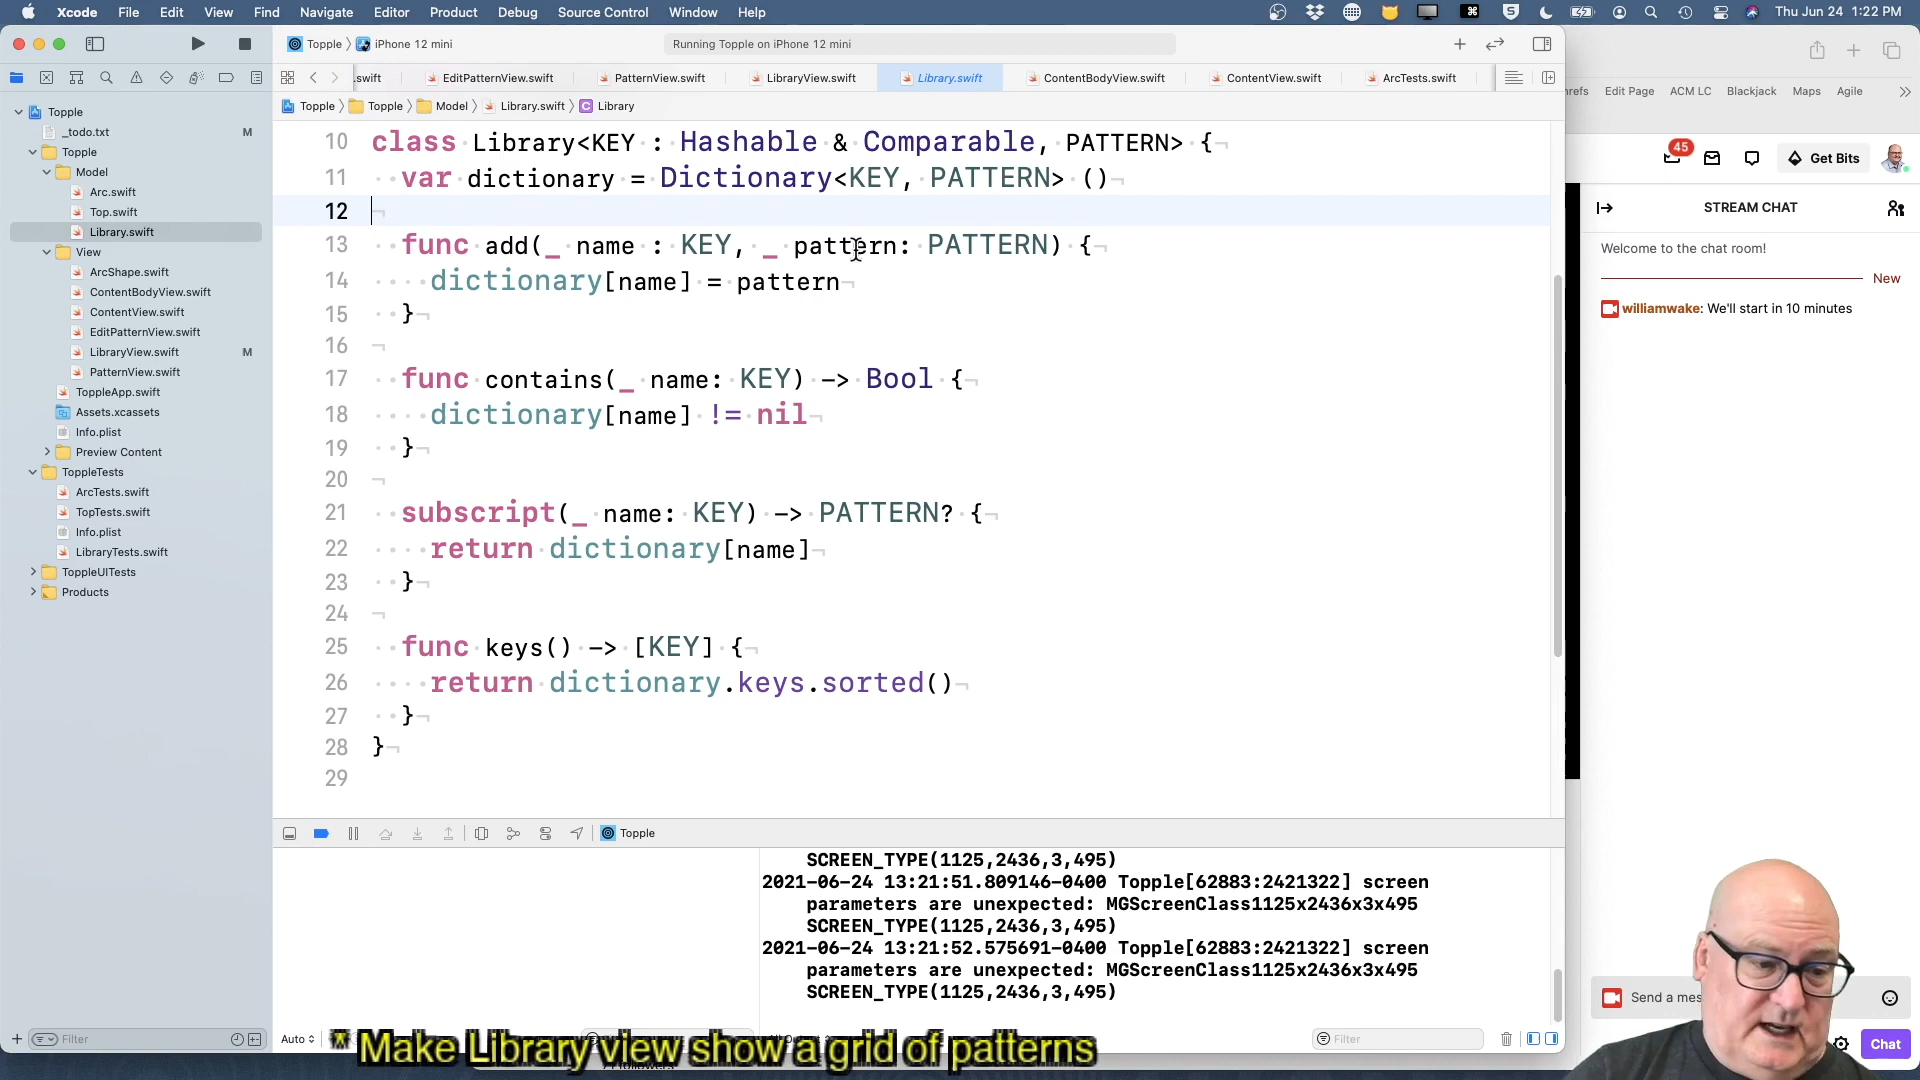 Xcode File Edit View Find Navigate Editor Product Debug Source Control Window Help Thu Jun 24 1:22 PM
Topple iPhone 12 mini Running Topple on iPhone 12 mini
.swift EditPatternView.swift PatternView.swift LibraryView.swift Library.swift ContentBodyView.swift ContentView.swift ArcTests.swift
Topple Topple Model Library.swift C Library
Topple
_todo.txt M
Topple
Model
Arc.swift
Top.swift
Library.swift
View
ArcShape.swift
ContentBodyView.swift
ContentView.swift
EditPatternView.swift
LibraryView.swift M
PatternView.swift
ToppleApp.swift
Assets.xcassets
Info.plist
Preview Content
ToppleTests
ArcTests.swift
TopTests.swift
Info.plist
LibraryTests.swift
ToppleUITests
Products
Filter
10 class Library<KEY : Hashable & Comparable, PATTERN> {
11 var dictionary = Dictionary<KEY, PATTERN> ()
12
13 func add(_ name : KEY, _ pattern: PATTERN) {
14 dictionary[name] = pattern
15 }
16
17 func contains(_ name: KEY) -> Bool {
18 dictionary[name] != nil
19 }
20
21 subscript(_ name: KEY) -> PATTERN? {
22 return dictionary[name]
23 }
24
25 func keys() -> [KEY] {
26 return dictionary.keys.sorted()
27 }
28 }
29
Topple
SCREEN_TYPE(1125,2436,3,495)
2021-06-24 13:21:51.809146-0400 Topple[62883:2421322] screen
parameters are unexpected: MGScreenClass1125x2436x3x495
SCREEN_TYPE(1125,2436,3,495)
2021-06-24 13:21:52.575691-0400 Topple[62883:2421322] screen
parameters are unexpected: MGScreenClass1125x2436x3x495
SCREEN_TYPE(1125,2436,3,495)
Auto Filter
* Make Library view show a grid of patterns
Edit Page ACM LC Blackjack Maps Agile
45 Get Bits
STREAM CHAT
Welcome to the chat room!
New
williamwake: We'll start in 10 minutes
Send a mes
Chat